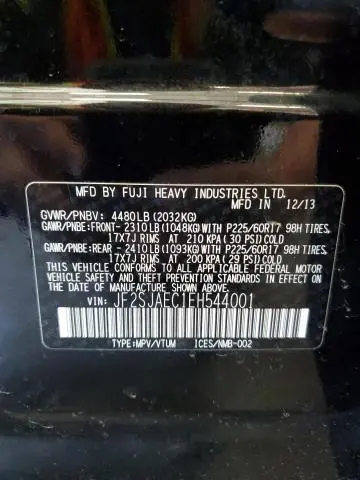 MFD BY FUJI HEAVY INDUSTRIES LTD.
MFD IN 12/13
GVWR/PNBV: 4480LB(2032KG)
GAWR/PNBE:FRONT- 2310LB(1048KG) WITH P225/60R17 98H TIRES,
17X7J RIMS AT 210 KPA (30 PSI) COLD
GAWR/PNBE:REAR - 2410LB(1093KG) WITH P225/60R17 98H TIRES,
17X7J RIMS AT 200 KPA (29 PSI) COLD
THIS VEHICLE CONFORMS TO ALL APPLICABLE
FEDERAL MOTOR VEHICLE SAFETY, BUMPER,
AND THEFT PREVENTION STANDARDS IN EFFECT
ON THE DATE OF MANUFACTURE SHOWN ABOVE.
VIN: JF2SJAEC1EH544001
TYPE:MPV/VTUM ICES/NMB-002